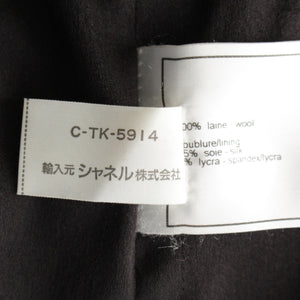 C-TK-5914
輸入元 シャネル株式会社
00% laine - wool
oublure/lining
5% soie - silk
% lycra - spandex/lycra